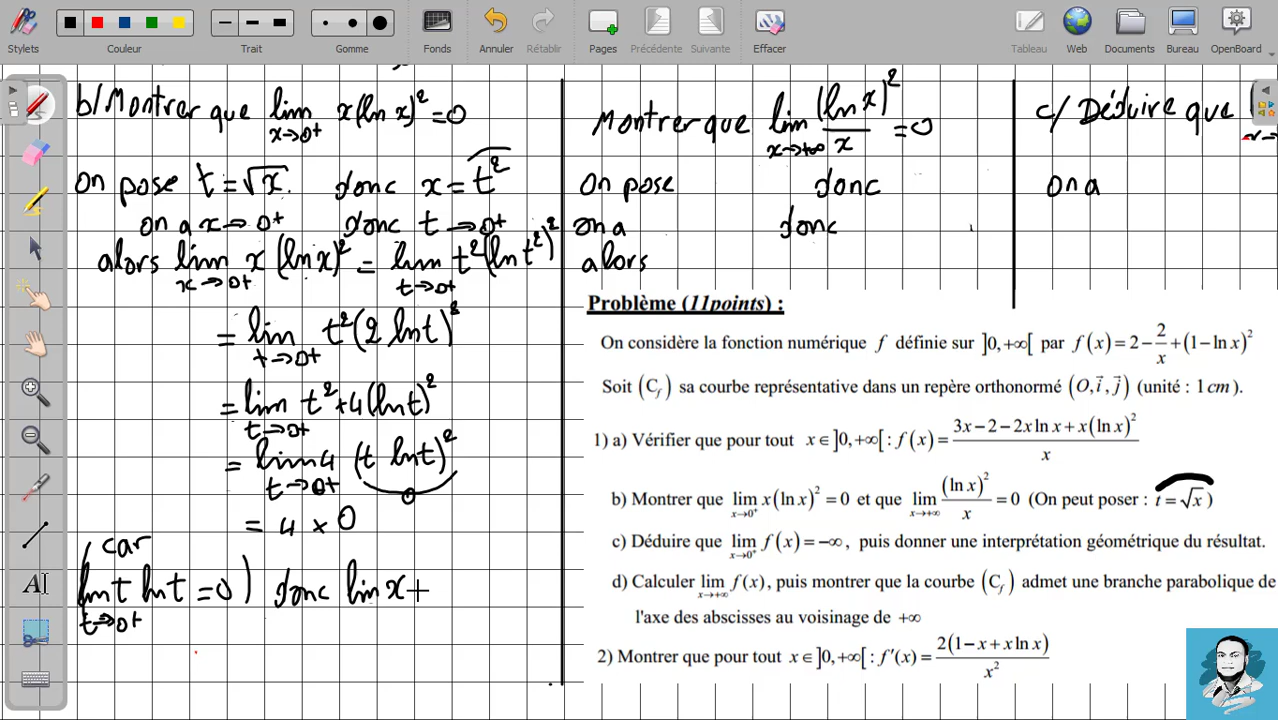 Stylets Couleur Trait Gomme Fonds Annuler Rétablir Pages Précédente Suivante Effacer Tableau Web Documents Bureau OpenBoard
b/ Montrer que lim x(ln x)² = 0
x→0+
on pose t = √x. donc x = t²
on a x → 0+ donc t → 0+
alors lim x (ln x)² = lim t² (ln t²)²
x→0+ t→0+
= lim t² (2 ln t)²
t→0+
= lim t² × 4 (ln t)²
t→0+
= lim 4 (t ln t)²
t→0+ 0
= 4 × 0
( car
lim t ln t = 0 ) donc lim x +
t→0+
Montrer que lim (ln x)²/x = 0
x→+∞
on pose donc
on a donc
alors
c/ Déduire que
on a
Problème (11points) :
On considère la fonction numérique f définie sur ]0,+∞[ par f(x) = 2 − 2/x + (1 − ln x)²
Soit (C_f) sa courbe représentative dans un repère orthonormé (O, i⃗, j⃗) (unité : 1 cm).
1) a) Vérifier que pour tout x ∈ ]0,+∞[ : f(x) = (3x − 2 − 2x ln x + x(ln x)²)/x
b) Montrer que lim x→0+ x(ln x)² = 0 et que lim x→+∞ (ln x)²/x = 0 (On peut poser : t = √x )
c) Déduire que lim x→0+ f(x) = −∞, puis donner une interprétation géométrique du résultat.
d) Calculer lim x→+∞ f(x), puis montrer que la courbe (C_f) admet une branche parabolique de
l'axe des abscisses au voisinage de +∞
2) Montrer que pour tout x ∈ ]0,+∞[ : f'(x) = 2(1 − x + x ln x)/x²